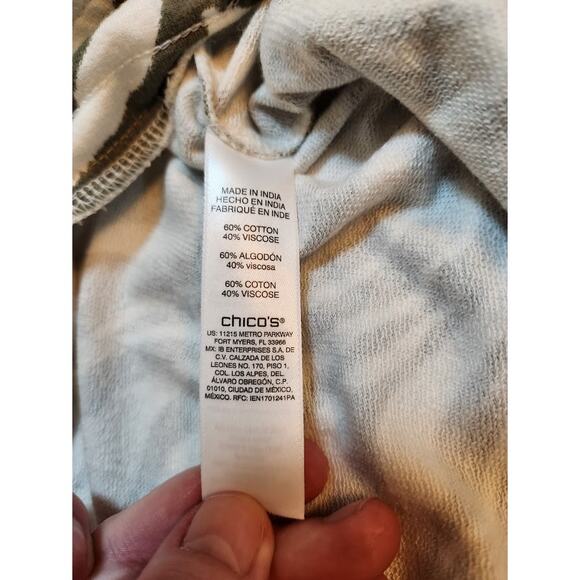 MADE IN INDIA
HECHO EN INDIA
FABRIQUÉ EN INDE
60% COTTON
40% VISCOSE
60% ALGODÓN
40% viscosa
60% COTON
40% VISCOSE
chico's®
US: 11215 METRO PARKWAY
FORT MYERS, FL 33966
MX: IB ENTERPRISES S.A. DE
C.V. CALZADA DE LOS
LEONES NO. 170, PISO 1,
COL. LOS ALPES, DEL.
ÁLVARO OBREGÓN, C.P.
01010, CIUDAD DE MÉXICO,
MÉXICO. RFC: IEN1701241PA